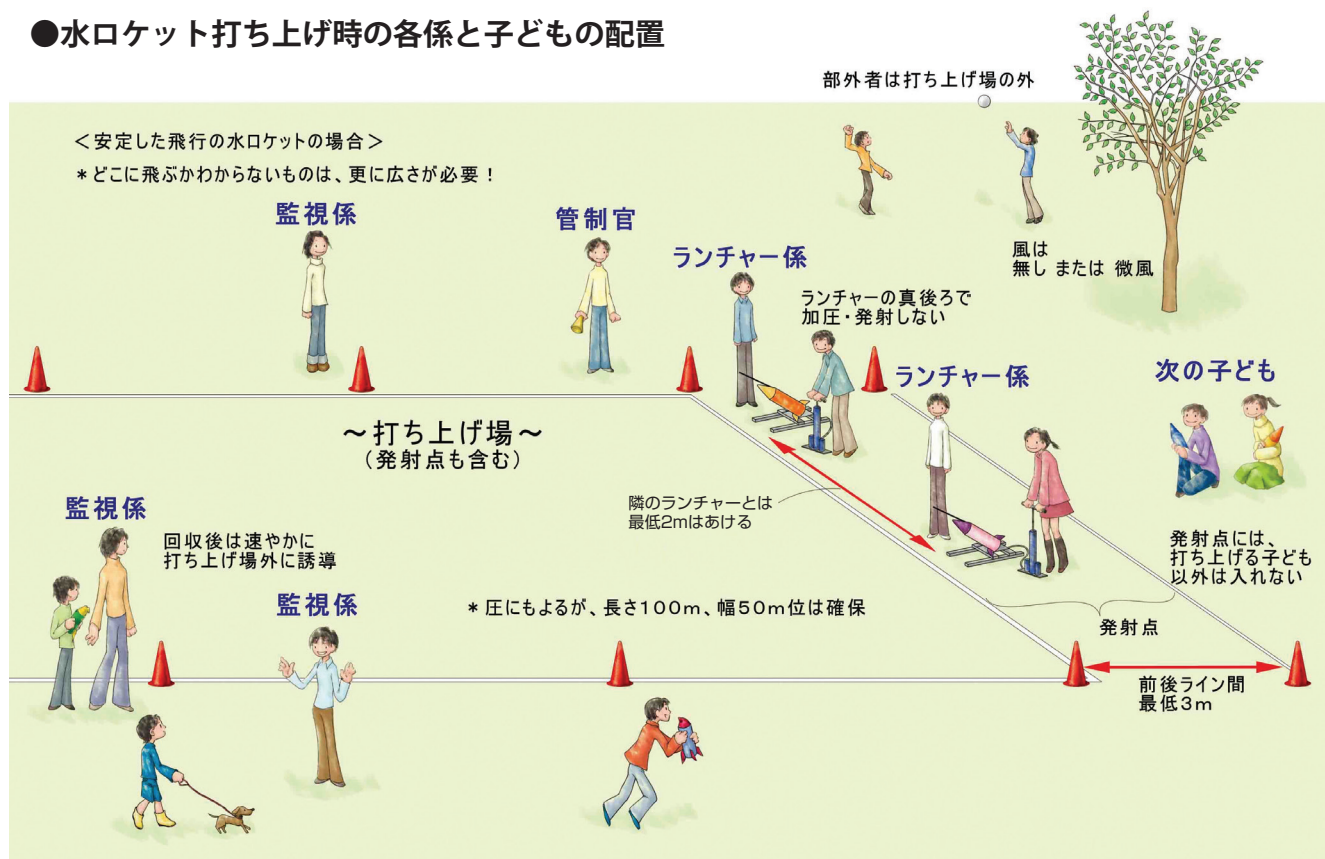 ●水ロケット打ち上げ時の各係と子どもの配置
部外者は打ち上げ場の外
＜安定した飛行の水ロケットの場合＞
＊どこに飛ぶかわからないものは、更に広さが必要！
監視係
管制官
ランチャー係
風は
無し または 微風
ランチャーの真後ろで
加圧・発射しない
ランチャー係
次の子ども
～打ち上げ場～
（発射点も含む）
隣のランチャーとは
最低2mはあける
監視係
回収後は速やかに
打ち上げ場外に誘導
発射点には、
打ち上げる子ども
以外は入れない
監視係
＊圧にもよるが、長さ100m、幅50m位は確保
発射点
前後ライン間
最低3m